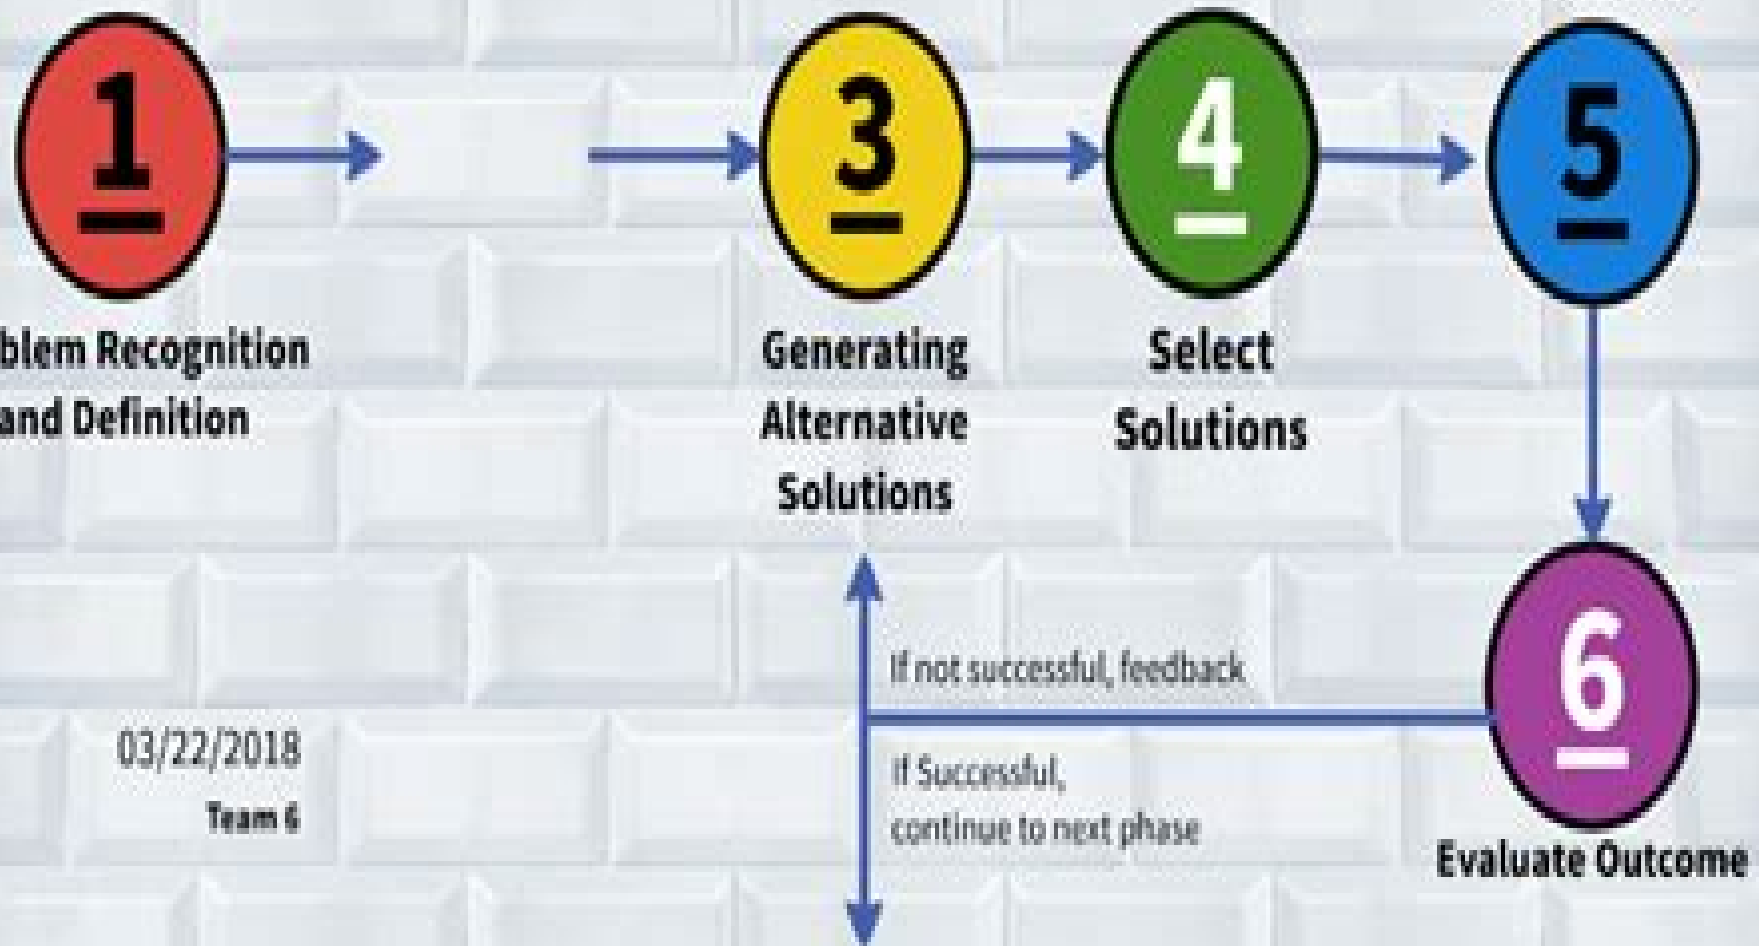 1
3
4
5
blem Recognition
and Definition
Generating
Alternative
Solutions
Select
Solutions
If not successful, feedback
6
03/22/2018
Team 6
If Successful,
continue to next phase
Evaluate Outcome